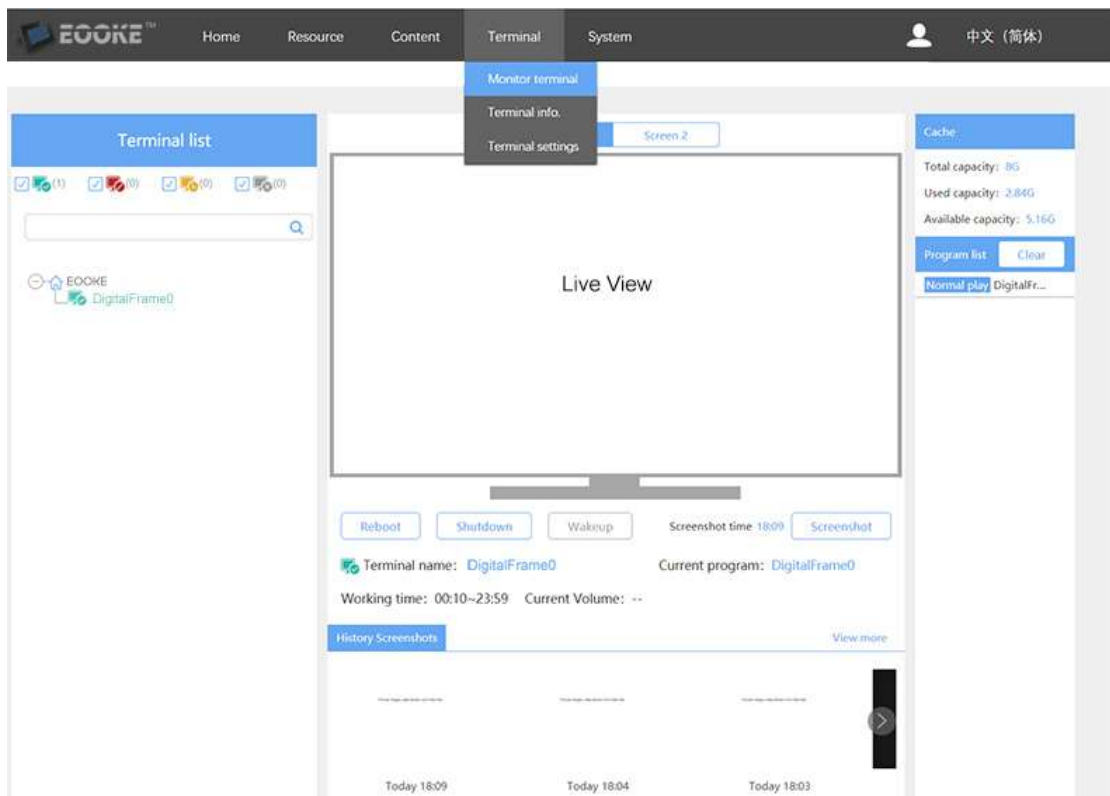 EOOKE™ Home Resource Content Terminal System 中文（简体）
Monitor terminal
Terminal info.
Terminal settings
Terminal list
(1) (0) (0) (0)
EOOKE
DigitalFrame0
Screen 2
Live View
Reboot Shutdown Wakeup Screenshot time 18:09 Screenshot
Terminal name: DigitalFrame0 Current program: DigitalFrame0
Working time: 00:10~23:59 Current Volume: --
History Screenshots View more
Today 18:09 Today 18:04 Today 18:03
Cache
Total capacity: 8G
Used capacity: 2.84G
Available capacity: 5.16G
Program list Clear
Normal play DigitalFr...